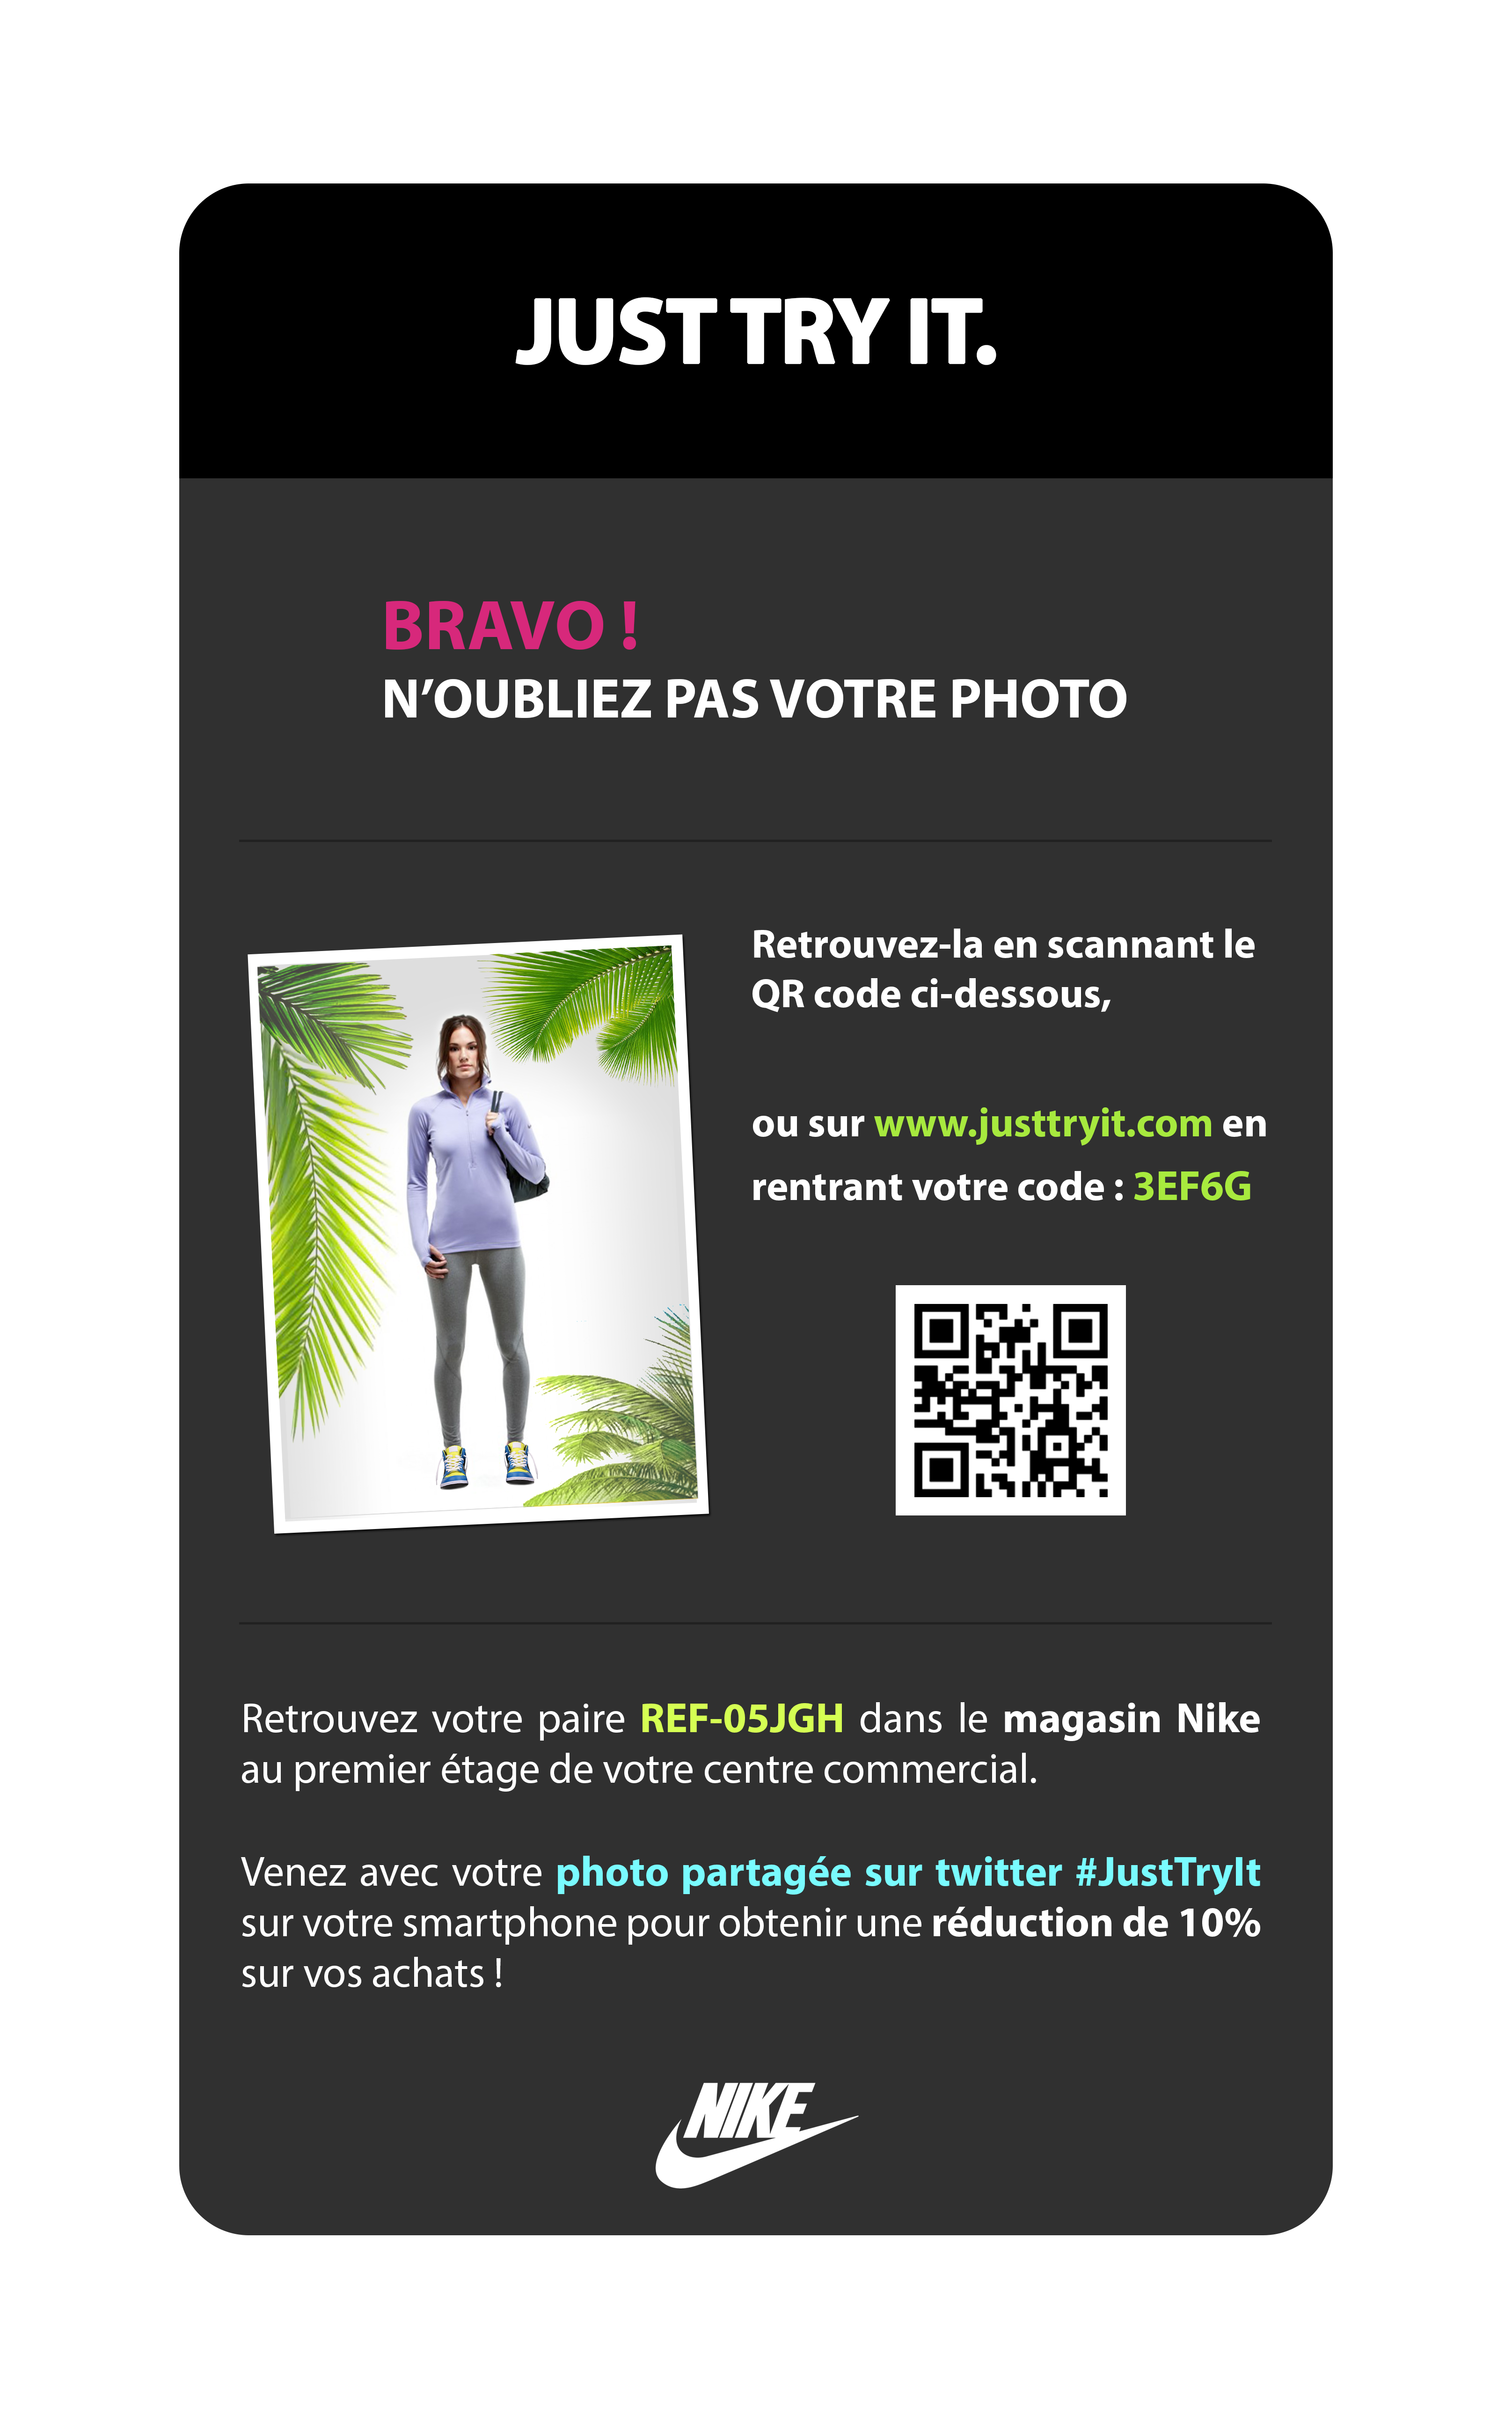 JUST TRY IT.
BRAVO !
N’OUBLIEZ PAS VOTRE PHOTO
Retrouvez-la en scannant le
QR code ci-dessous,
ou sur www.justtryit.com en
rentrant votre code : 3EF6G
Retrouvez votre paire REF-05JGH dans le magasin Nike
au premier étage de votre centre commercial.
Venez avec votre photo partagée sur twitter #JustTryIt
sur votre smartphone pour obtenir une réduction de 10%
sur vos achats !
NIKE